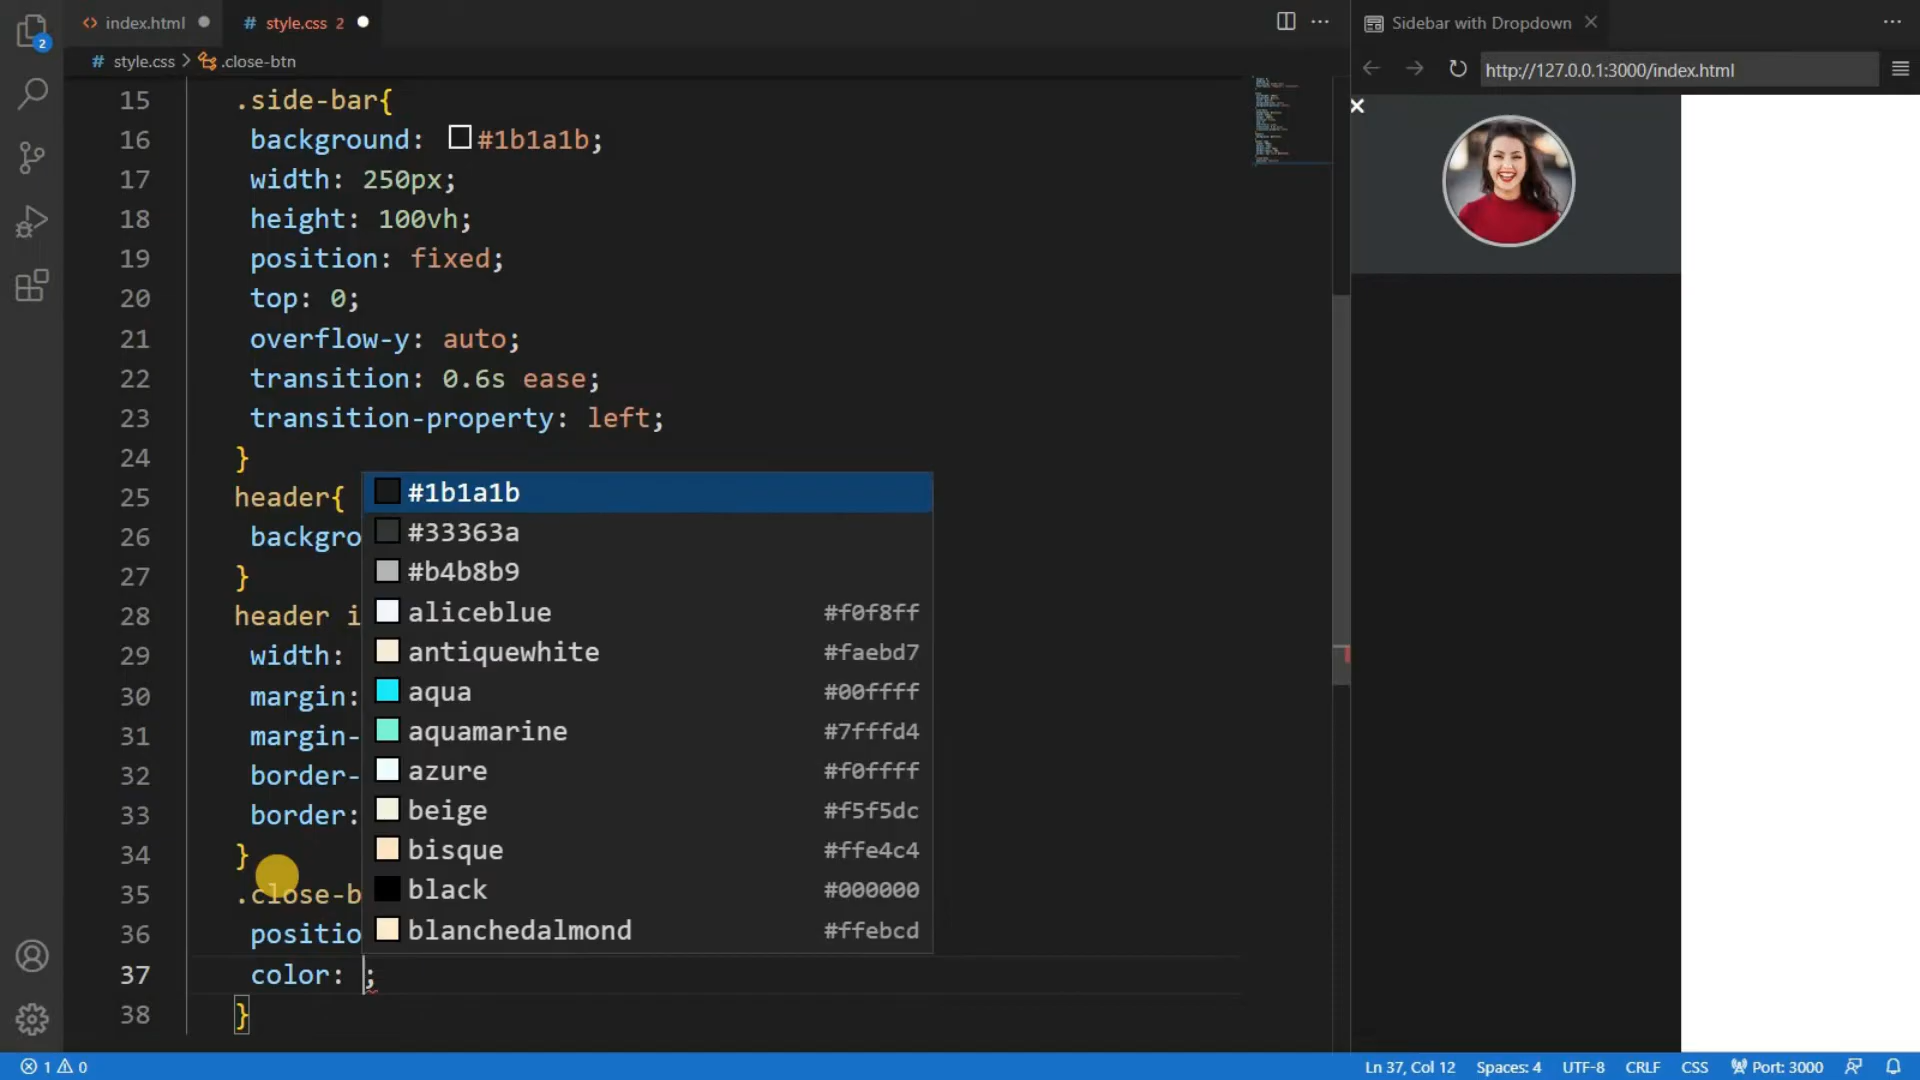 index.html
style.css 2
Sidebar with Dropdown
style.css > .close-btn
http://127.0.0.1:3000/index.html
15 .side-bar{
16 background: #1b1a1b;
17 width: 250px;
18 height: 100vh;
19 position: fixed;
20 top: 0;
21 overflow-y: auto;
22 transition: 0.6s ease;
23 transition-property: left;
24 }
25 header{
26 backgro
27 }
28 header i
29 width:
30 margin:
31 margin-
32 border-
33 border:
34 }
35 .close-b
36 positio
37 color: ;
38 }
#1b1a1b
#33363a
#b4b8b9
aliceblue #f0f8ff
antiquewhite #faebd7
aqua #00ffff
aquamarine #7fffd4
azure #f0ffff
beige #f5f5dc
bisque #ffe4c4
black #000000
blanchedalmond #ffebcd
2
1 0
Ln 37, Col 12 Spaces: 4 UTF-8 CRLF CSS Port: 3000